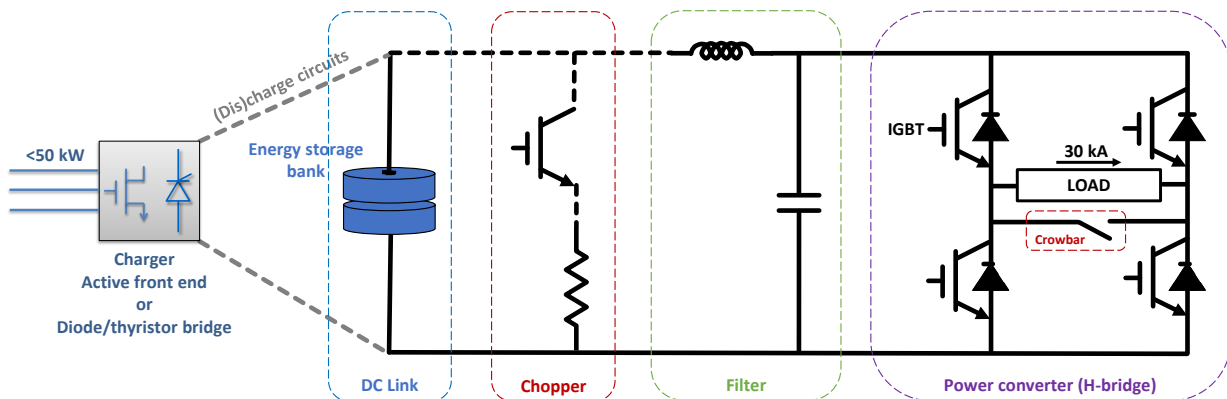 (Dis)charge circuits
<50 kW
Charger
Active front end
or
Diode/thyristor bridge
Energy storage
bank
DC Link
Chopper
Filter
IGBT
30 kA
LOAD
Crowbar
Power converter (H-bridge)